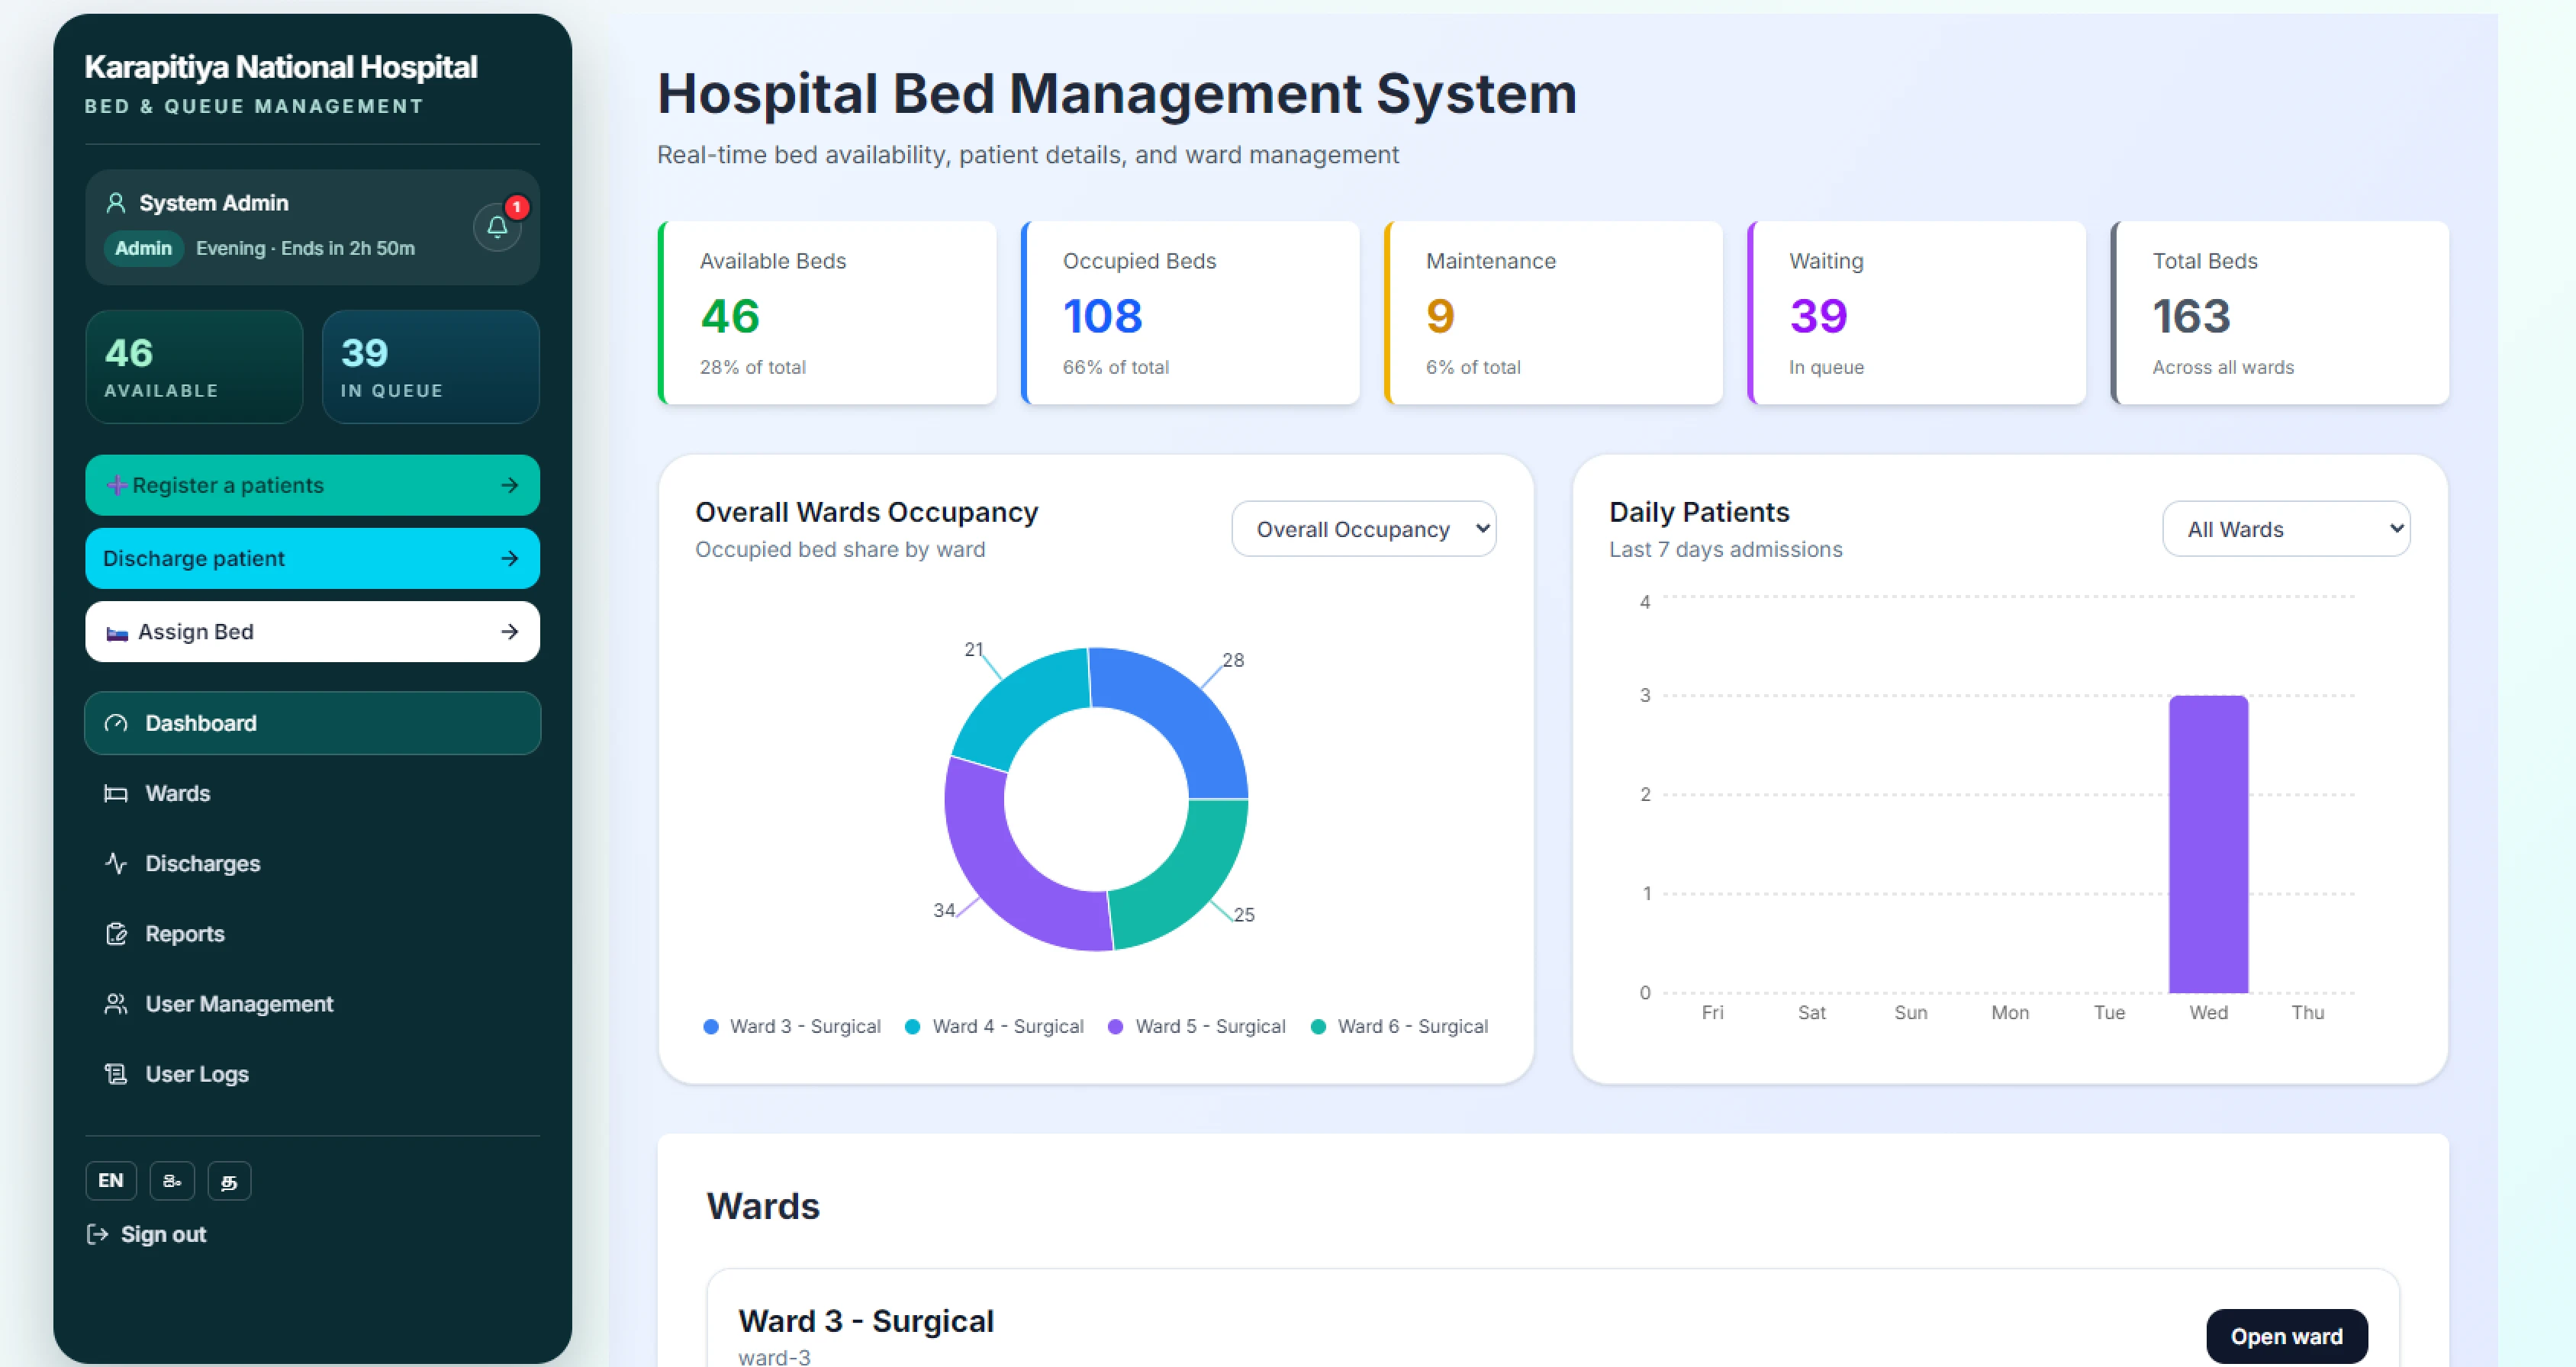 Karapitiya National Hospital
BED & QUEUE MANAGEMENT
System Admin
1
Admin Evening · Ends in 2h 50m
46
AVAILABLE
39
IN QUEUE
Register a patients
Discharge patient
Assign Bed
Dashboard
Wards
Discharges
Reports
User Management
User Logs
EN සිං த
Sign out
Hospital Bed Management System
Real-time bed availability, patient details, and ward management
Available Beds
46
28% of total
Occupied Beds
108
66% of total
Maintenance
9
6% of total
Waiting
39
In queue
Total Beds
163
Across all wards
Overall Wards Occupancy
Occupied bed share by ward
Overall Occupancy
21
28
34
25
Ward 3 - Surgical Ward 4 - Surgical Ward 5 - Surgical Ward 6 - Surgical
Daily Patients
Last 7 days admissions
All Wards
4
3
2
1
0
Fri Sat Sun Mon Tue Wed Thu
Wards
Ward 3 - Surgical
ward-3
Open ward